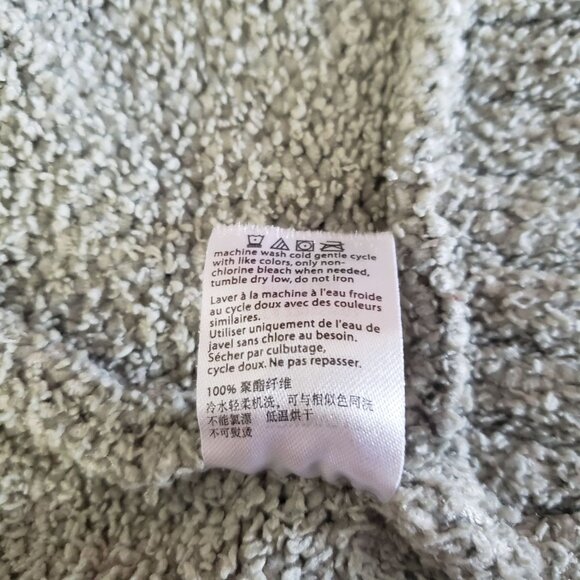 machine wash cold gentle cycle
with like colors, only non-
chlorine bleach when needed,
tumble dry low, do not iron
Laver à la machine à l'eau froide
au cycle doux avec des couleurs
similaires.
Utiliser uniquement de l'eau de
javel sans chlore au besoin.
Sécher par culbutage,
cycle doux. Ne pas repasser.
100% 聚酯纤维
冷水轻柔机洗，可与相似色同洗
不能氯漂 低温烘干
不可熨烫